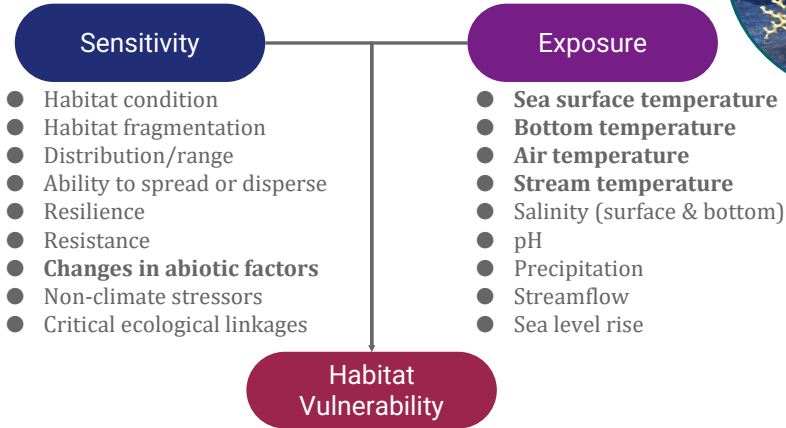 Sensitivity
● Habitat condition
● Habitat fragmentation
● Distribution/range
● Ability to spread or disperse
● Resilience
● Resistance
● Changes in abiotic factors
● Non-climate stressors
● Critical ecological linkages
Exposure
● Sea surface temperature
● Bottom temperature
● Air temperature
● Stream temperature
● Salinity (surface & bottom)
● pH
● Precipitation
● Streamflow
● Sea level rise
Habitat
Vulnerability